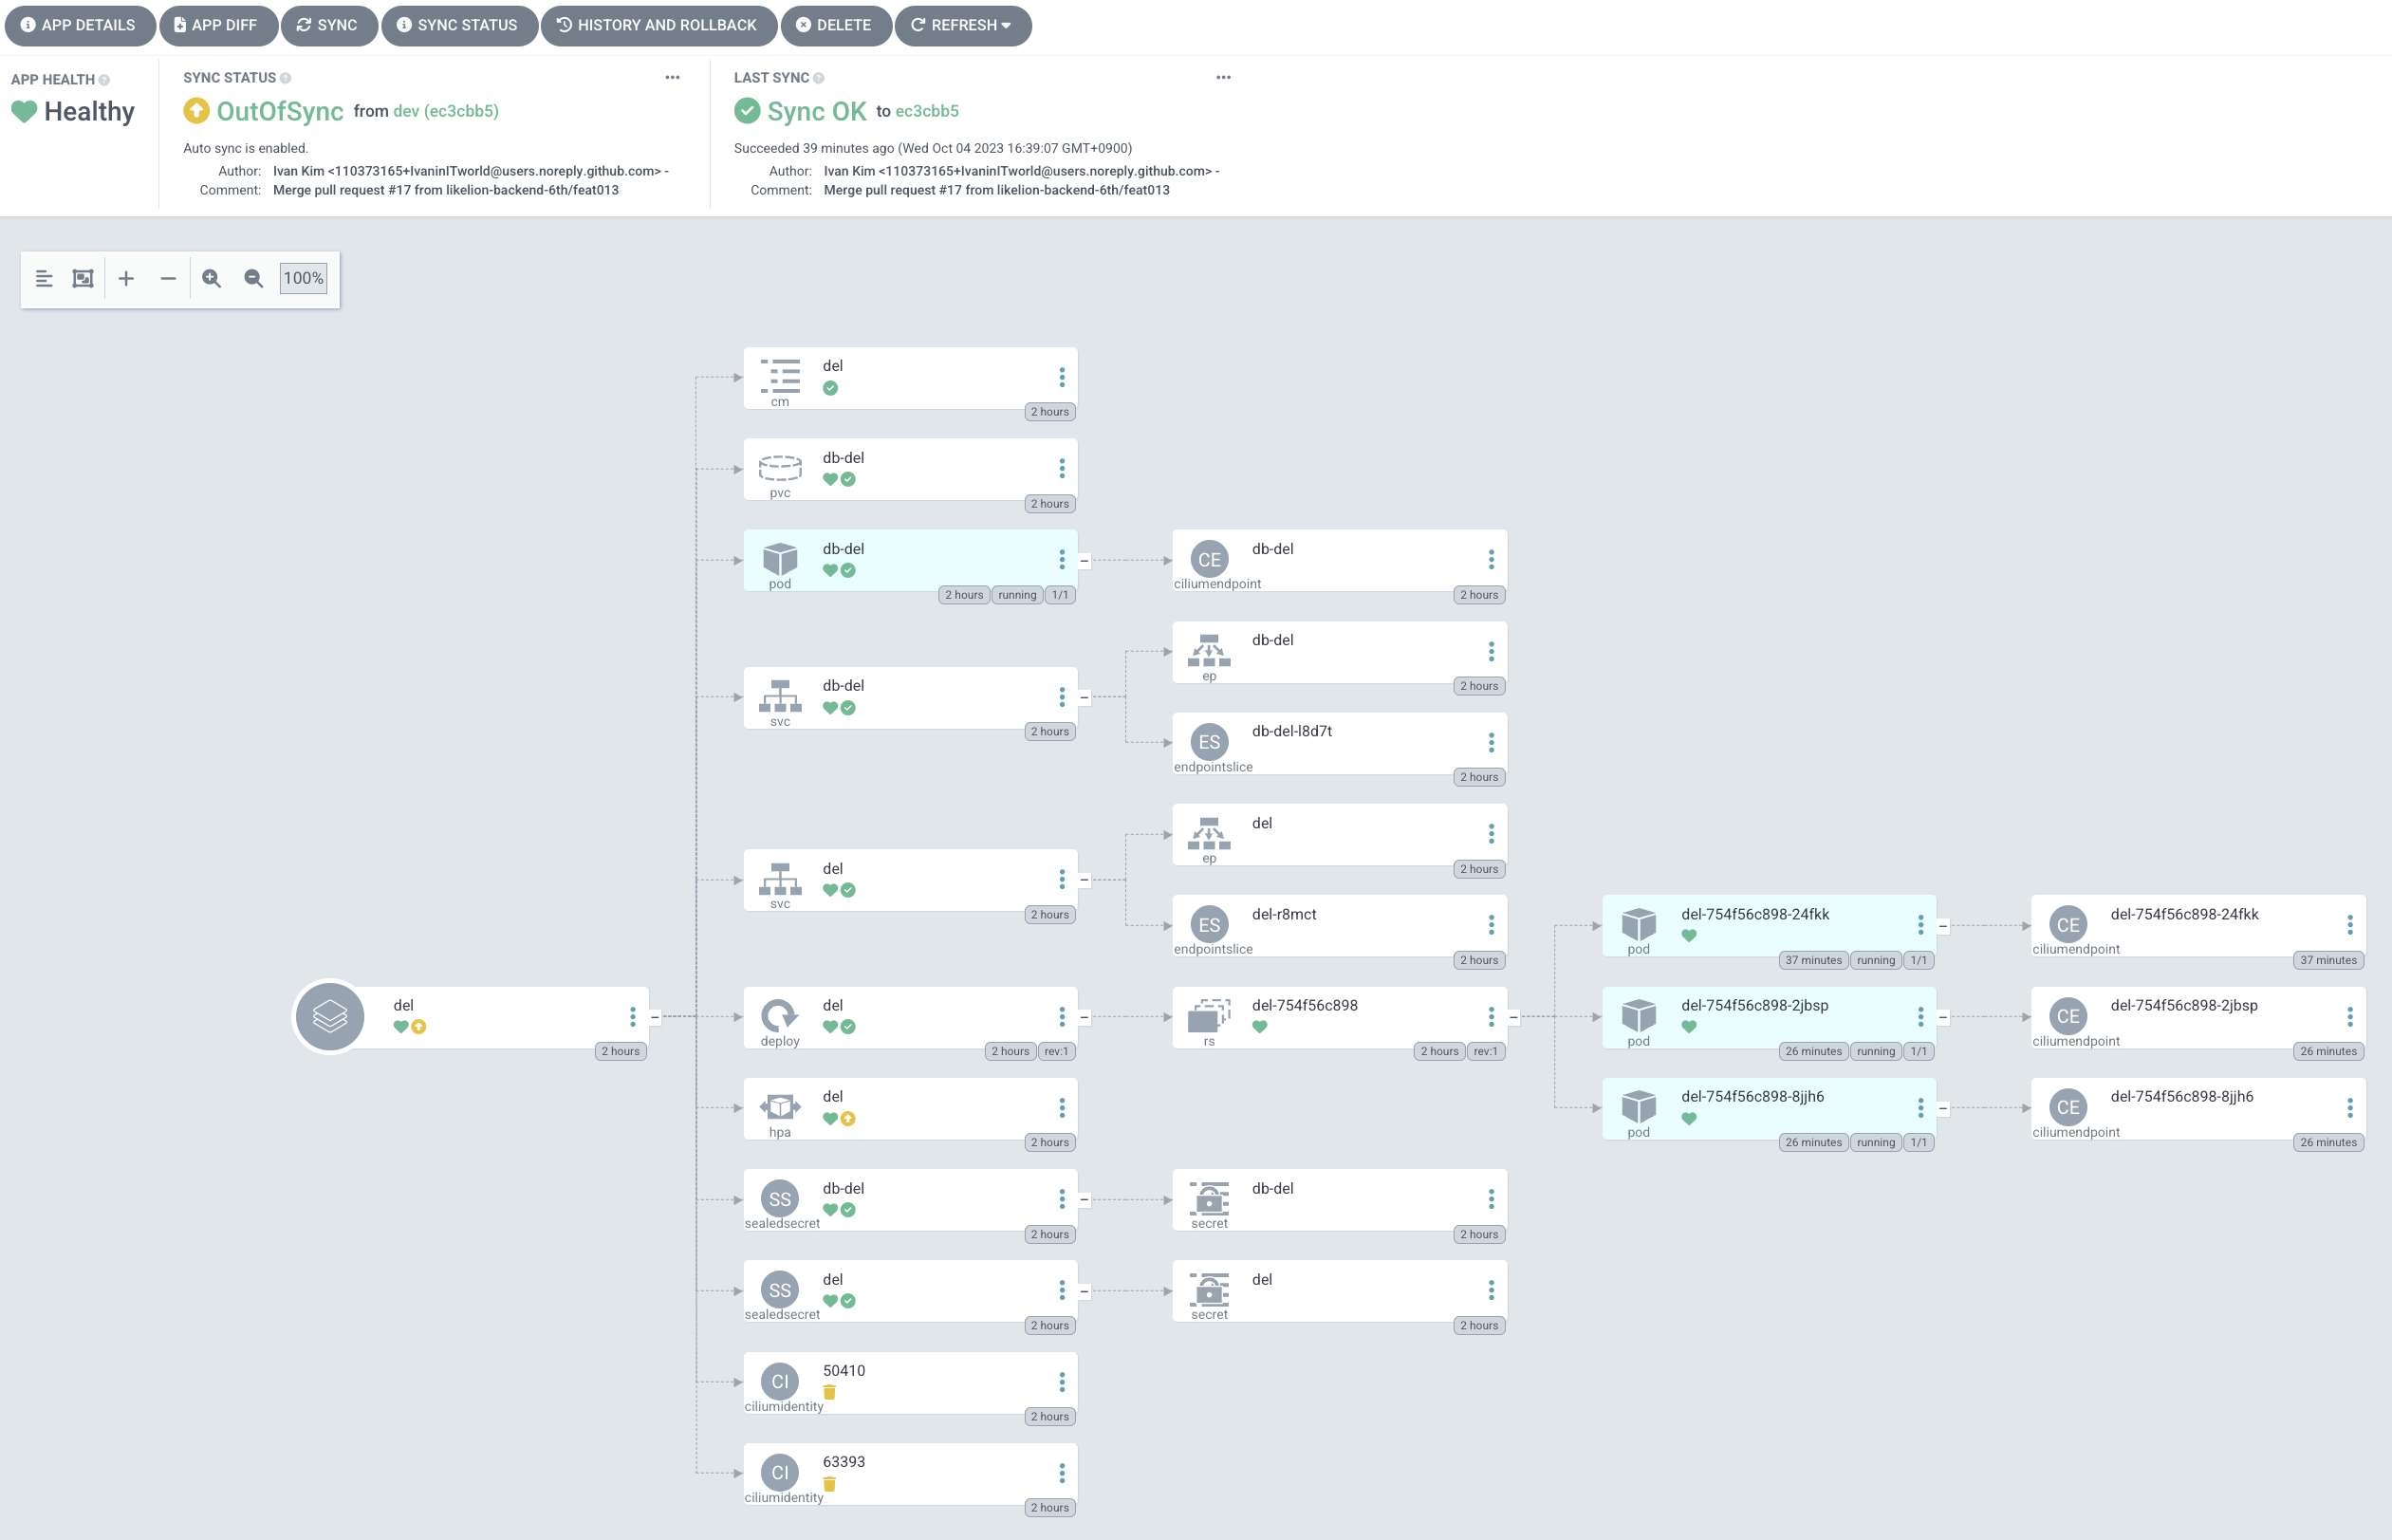 APP DETAILS
APP DIFF
SYNC
SYNC STATUS
HISTORY AND ROLLBACK
DELETE
REFRESH
APP HEALTH
Healthy
SYNC STATUS
OutOfSync from dev (ec3cbb5)
Auto sync is enabled.
Author: Ivan Kim <110373165+IvaninITworld@users.noreply.github.com> -
Comment: Merge pull request #17 from likelion-backend-6th/feat013
LAST SYNC
Sync OK to ec3cbb5
Succeeded 39 minutes ago (Wed Oct 04 2023 16:39:07 GMT+0900)
Author: Ivan Kim <110373165+IvaninITworld@users.noreply.github.com> -
Comment: Merge pull request #17 from likelion-backend-6th/feat013
100%
del
2 hours
del
cm
2 hours
db-del
pvc
2 hours
db-del
pod
2 hours running 1/1
CE
db-del
ciliumendpoint
2 hours
db-del
svc
2 hours
db-del
ep
2 hours
ES
db-del-l8d7t
endpointslice
2 hours
del
svc
2 hours
del
ep
2 hours
ES
del-r8mct
endpointslice
2 hours
del
deploy
2 hours rev:1
del-754f56c898
rs
2 hours rev:1
del-754f56c898-24fkk
pod
37 minutes running 1/1
CE
del-754f56c898-24fkk
ciliumendpoint
37 minutes
del-754f56c898-2jbsp
pod
26 minutes running 1/1
CE
del-754f56c898-2jbsp
ciliumendpoint
26 minutes
del-754f56c898-8jjh6
pod
26 minutes running 1/1
CE
del-754f56c898-8jjh6
ciliumendpoint
26 minutes
del
hpa
2 hours
SS
db-del
sealedsecret
2 hours
db-del
secret
2 hours
SS
del
sealedsecret
2 hours
del
secret
2 hours
CI
50410
ciliumidentity
2 hours
CI
63393
ciliumidentity
2 hours